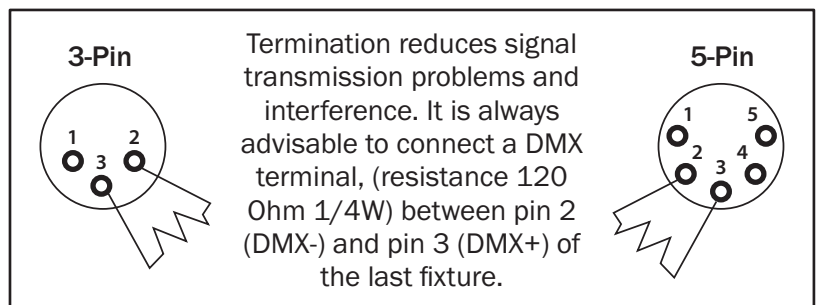 3-Pin
1 2
3
Termination reduces signal
transmission problems and
interference. It is always
advisable to connect a DMX
terminal, (resistance 120
Ohm 1/4W) between pin 2
(DMX-) and pin 3 (DMX+) of
the last fixture.
5-Pin
1 5
2 4
3